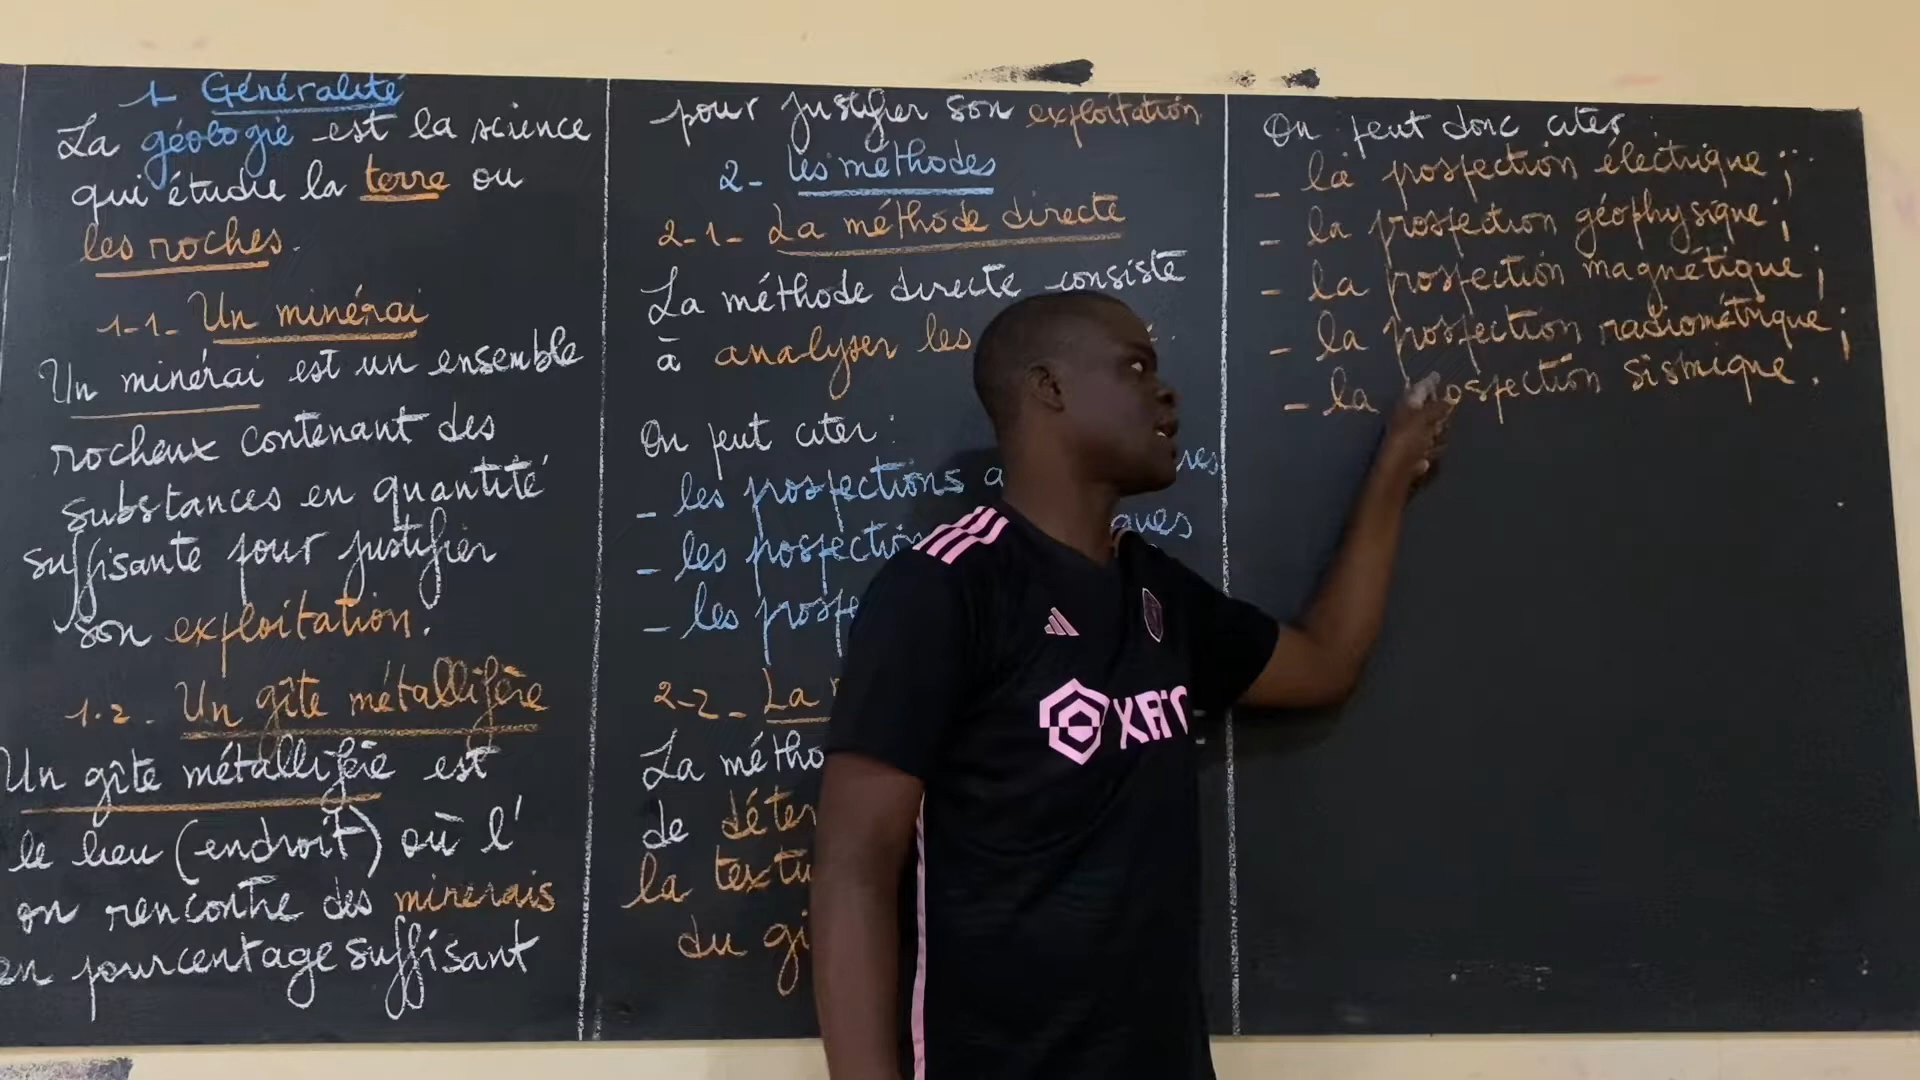 1- Généralité
La géologie est la science
qui étudie la terre ou
les roches.
1-1- Un minérai
Un minérai est un ensemble
rocheux contenant des
substances en quantité
suffisante pour justifier
son exploitation.
1.2- Un gîte métallifère
Un gîte métallifère est
le lieu (endroit) où l'
on rencontre des minerais
en pourcentage suffisant
pour justifier son exploitation
2- Les méthodes
2-1- La méthode directe
La méthode directe consiste
à analyser les
On peut citer:
- les prospections
- les prospection
- les
2-2- La
La
de
la
du
On peut donc citer:
- la prospection électrique;
- la prospection géophysique;
- la prospection magnétique;
- la prospection radiométrique;
- la prospection sismique.